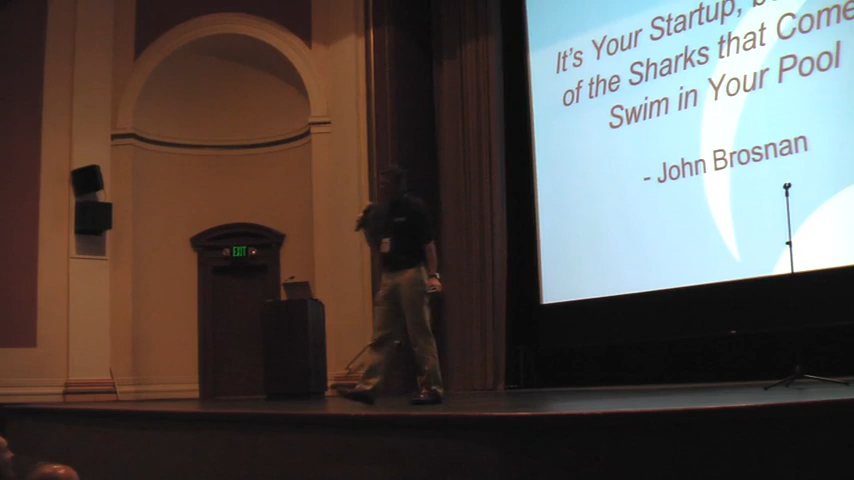 It's Your Startup,
of the Sharks that Come
Swim in Your Pool
- John Brosnan
EXIT